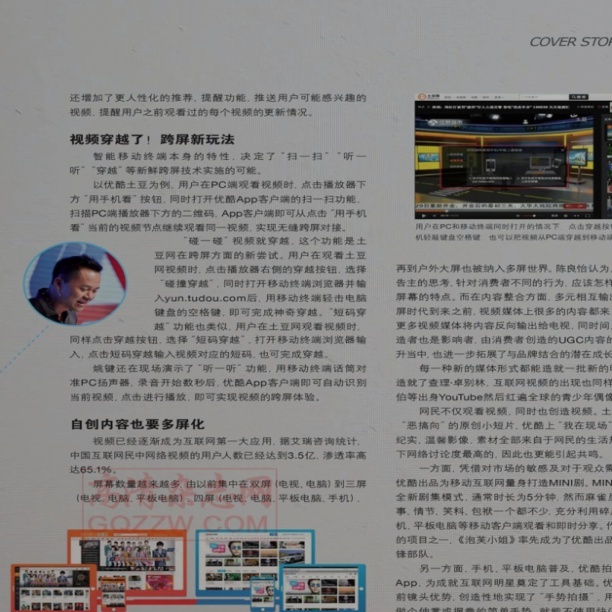 COVER STOR
还增加了更人性化的推荐、提醒功能，推送用户可能感兴趣的
视频，提醒用户之前观看过的每个视频的更新情况。
视频穿越了！跨屏新玩法
智能移动终端本身的特性，决定了“扫一扫”“听一
听”“穿越”等新鲜跨屏技术实施的可能。
以优酷土豆为例，用户在PC端观看视频时，点击播放器下
方“用手机看”按钮，同时打开优酷App客户端的扫一扫功能，
扫描PC端播放器下方的二维码，App客户端即可从点击“用手机
看”当前的视频节点继续观看同一视频，实现无缝跨屏对接。
“碰一碰”视频就穿越，这个功能是土
豆网在跨屏方面的新尝试。用户在观看土豆
网视频时，点击播放器右侧的穿越按钮，选择
“碰撞穿越”，同时打开移动端浏览器并输
入yun.tudou.com后，用移动终端轻击电脑
键盘的空格键，即可完成神奇穿越。“短码穿
越”功能也类似，用户在土豆网观看视频时，
同样点击穿越按钮，选择“短码穿越”，打开移动终端浏览器输
入，点击短码穿越输入视频对应的短码，也可完成穿越。
端健还在现场演示了“听一听”功能，用移动终端话筒对
准PC扬声器，录音开始数秒后，优酷App客户端即可自动识别
当前视频，点击进行播放，即可实现视频的跨屏体验。
自创内容也要多屏化
视频已经逐渐成为互联网第一大应用，据艾瑞咨询统计，
中国互联网民中网络视频的用户人数已经达到3.5亿，渗透率高
达65.1%。
屏幕数量越来越多，由以前集中在双屏（电视、电脑）到三屏
（电视、电脑、平板电脑），四屏（电视、电脑、平板电脑、手机），
GOZZW.COM
用户在PC和移动终端同时打开的情况下，点击穿越按
机轻敲键盘空格键，也可以把视频从PC端穿越到移动端
再到户外大屏也被纳入多屏世界。陈良怡认为
告主的思考，针对消费者不同的行为，应该怎样
屏幕的特点。而在内容整合方面，多元相互输
屏时代到来之前，视频媒体上很多的内容都来
更多视频媒体将内容反向输出给电视，同时间
造者也是影响者，由消费者创造的UGC内容的
升当中，也进一步拓展了与品牌结合的潜在成长
每一种新的媒体形式都能造就一批新的
造就了查理·卓别林，互联网视频的出现也同样
伯等出身YouTube然后红遍全球的青少年偶像
网民不仅观看视频，同时也创造视频。土
“恶搞向”的原创小短片，优酷上“我在现场”
纪实，温馨影像，素材全部来自于网民的生活
下网络讨论度最高的，因此也更能引起共鸣。
一方面，凭借对市场的敏感及对于观众
优酷出品为移动互联网量身打造MINI剧。MIN
全新剧集模式，通常长约为5分钟，然而麻雀
事、情节、笑料、包袱一个都不少，充分利用碎
机、平板电脑等移动客户端观看和即时分享。
的项目之一，《泡芙小姐》率先成为了优酷出品
锋部队。
另一方面，手机、平板电脑普及，优酷拍
App，为成就互联网明星奠定了工具基础。优
前镜头优势，创造性地实现了“手势拍摄”，